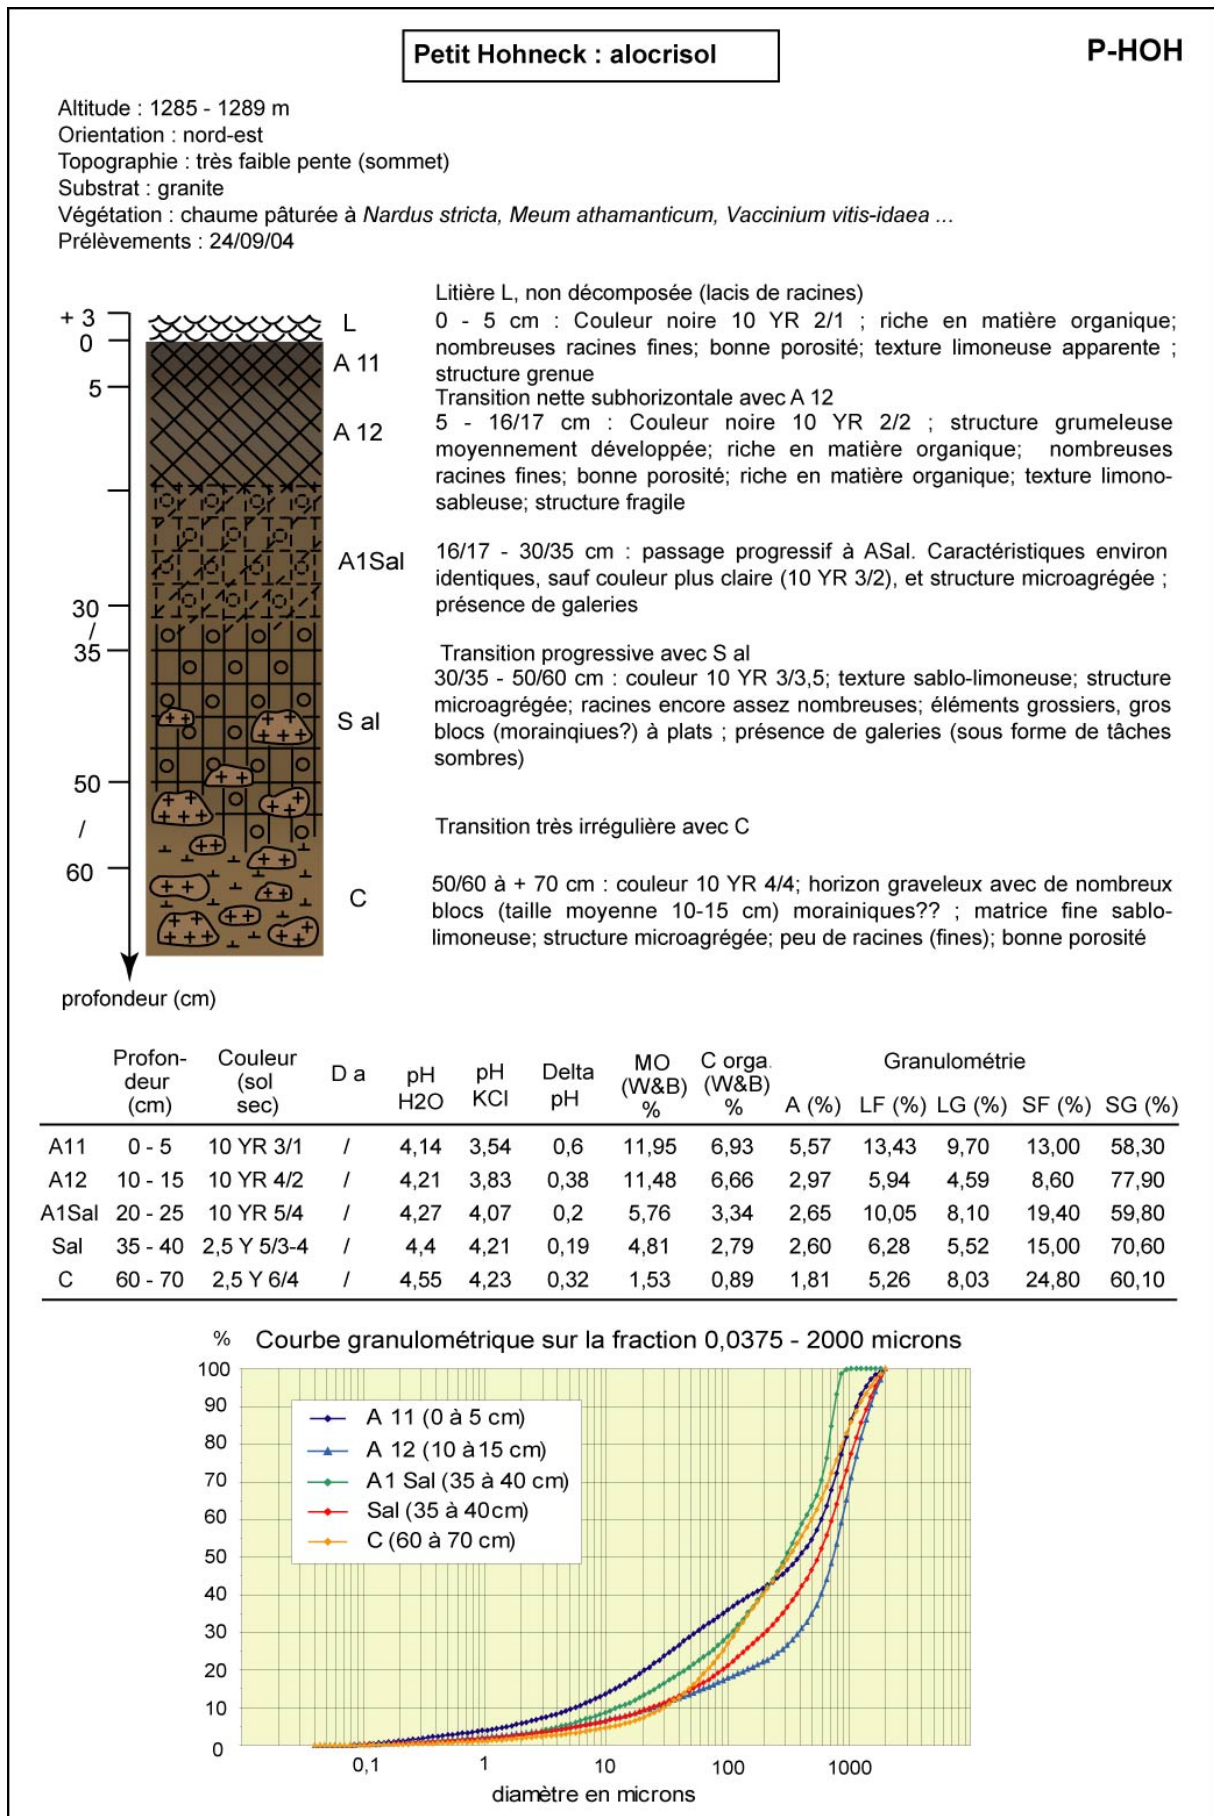 Petit Hohneck : alocrisol
P-HOH
Altitude : 1285 - 1289 m
Orientation : nord-est
Topographie : très faible pente (sommet)
Substrat : granite
Végétation : chaume pâturée à Nardus stricta, Meum athamanticum, Vaccinium vitis-idaea ...
Prélèvements : 24/09/04
+ 3
0
5
30
/
35
50
/
60
profondeur (cm)
L
A 11
A 12
A1Sal
S al
C
Litière L, non décomposée (lacis de racines)
0 - 5 cm : Couleur noire 10 YR 2/1 ; riche en matière organique;
nombreuses racines fines; bonne porosité; texture limoneuse apparente ;
structure grenue
Transition nette subhorizontale avec A 12
5 - 16/17 cm : Couleur noire 10 YR 2/2 ; structure grumeleuse
moyennement développée; riche en matière organique; nombreuses
racines fines; bonne porosité; riche en matière organique; texture limono-
sableuse; structure fragile
16/17 - 30/35 cm : passage progressif à ASal. Caractéristiques environ
identiques, sauf couleur plus claire (10 YR 3/2), et structure microagrégée ;
présence de galeries
Transition progressive avec S al
30/35 - 50/60 cm : couleur 10 YR 3/3,5; texture sablo-limoneuse; structure
microagrégée; racines encore assez nombreuses; éléments grossiers, gros
blocs (morainqiues?) à plats ; présence de galeries (sous forme de tâches
sombres)
Transition très irrégulière avec C
50/60 à + 70 cm : couleur 10 YR 4/4; horizon graveleux avec de nombreux
blocs (taille moyenne 10-15 cm) morainiques?? ; matrice fine sablo-
limoneuse; structure microagrégée; peu de racines (fines); bonne porosité
Profon-deur (cm) Couleur (sol sec) D a pH H2O pH KCl Delta pH MO (W&B) % C orga. (W&B) % Granulométrie A (%) LF (%) LG (%) SF (%) SG (%)
A11 0 - 5 10 YR 3/1 / 4,14 3,54 0,6 11,95 6,93 5,57 13,43 9,70 13,00 58,30
A12 10 - 15 10 YR 4/2 / 4,21 3,83 0,38 11,48 6,66 2,97 5,94 4,59 8,60 77,90
A1Sal 20 - 25 10 YR 5/4 / 4,27 4,07 0,2 5,76 3,34 2,65 10,05 8,10 19,40 59,80
Sal 35 - 40 2,5 Y 5/3-4 / 4,4 4,21 0,19 4,81 2,79 2,60 6,28 5,52 15,00 70,60
C 60 - 70 2,5 Y 6/4 / 4,55 4,23 0,32 1,53 0,89 1,81 5,26 8,03 24,80 60,10
% Courbe granulométrique sur la fraction 0,0375 - 2000 microns
100
90
80
70
60
50
40
30
20
10
0
A 11 (0 à 5 cm)
A 12 (10 à 15 cm)
A1 Sal (35 à 40 cm)
Sal (35 à 40cm)
C (60 à 70 cm)
0,1 1 10 100 1000
diamètre en microns